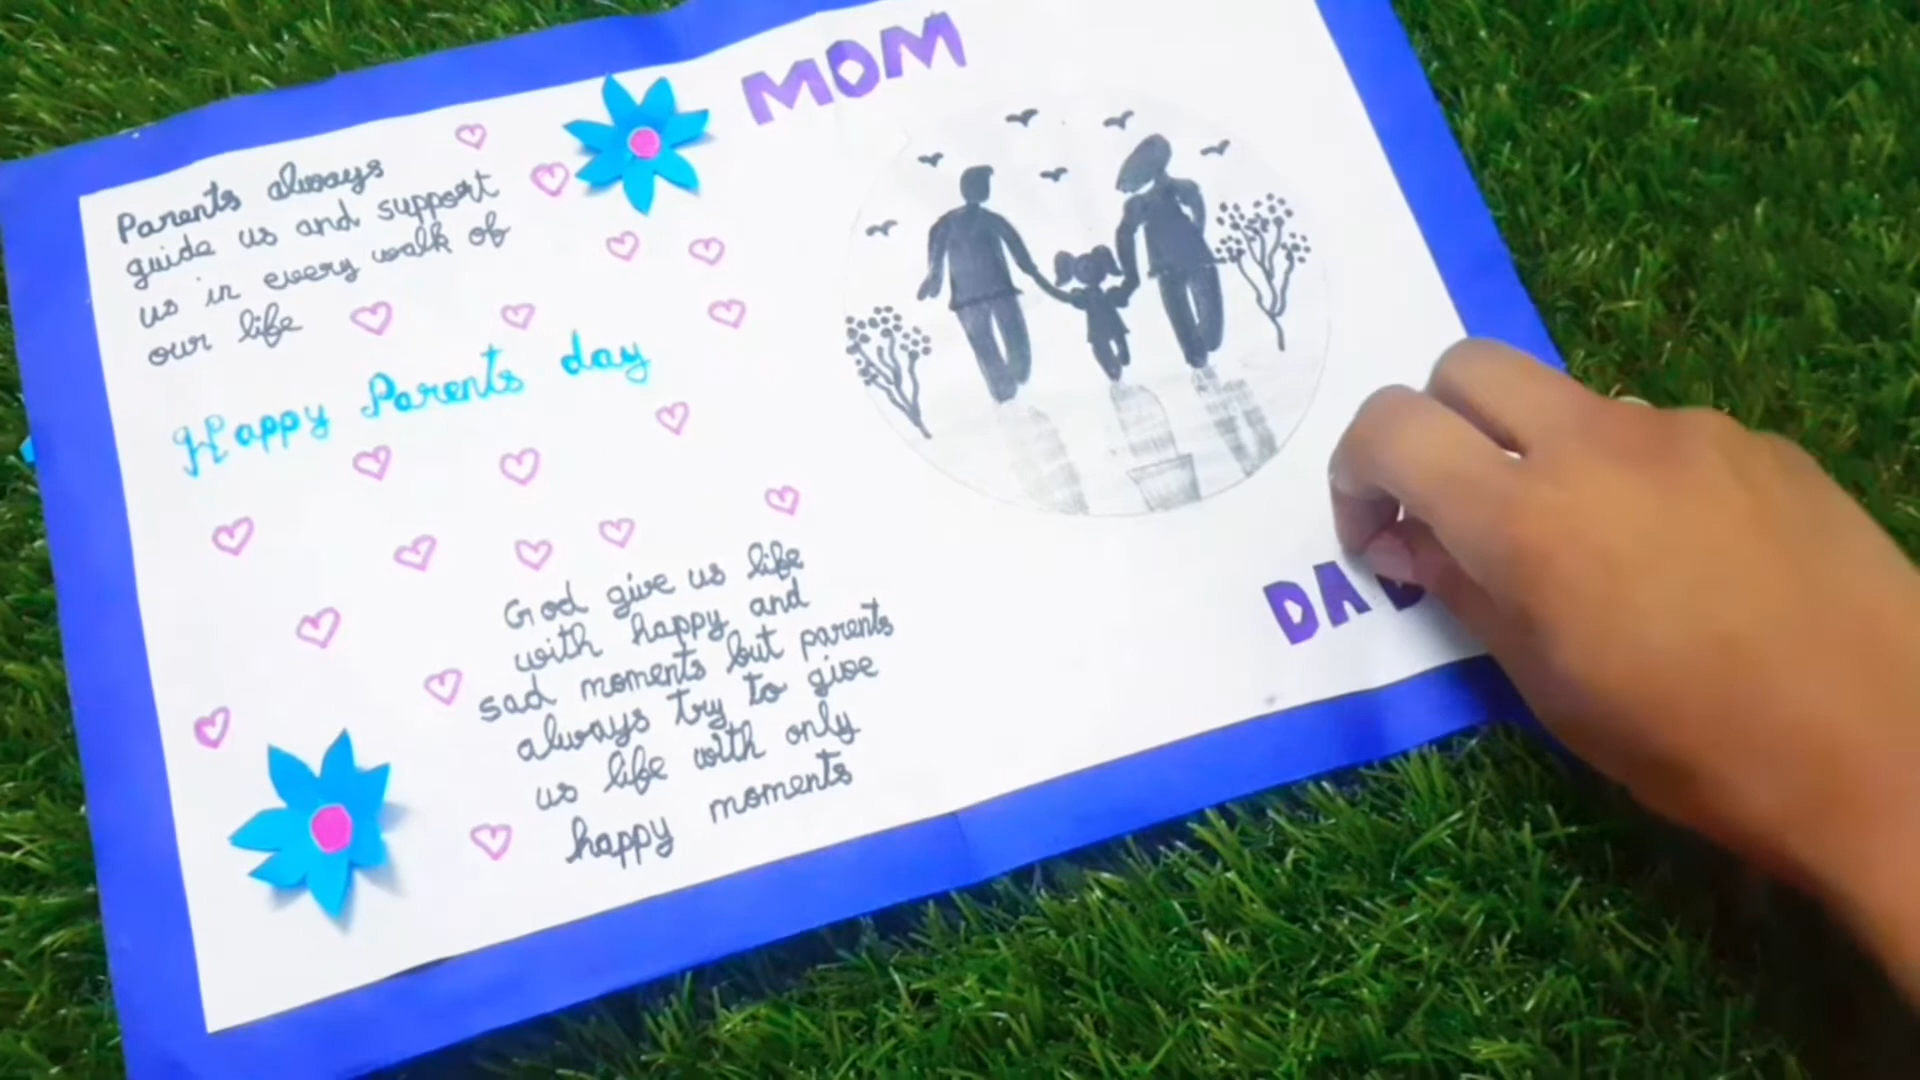 Parents always
guide us and support
us in every walk of
our life
Happy Parents day
God give us life
with happy and
sad moments but parents
always try to give
us life with only
happy moments
MOM
DAD